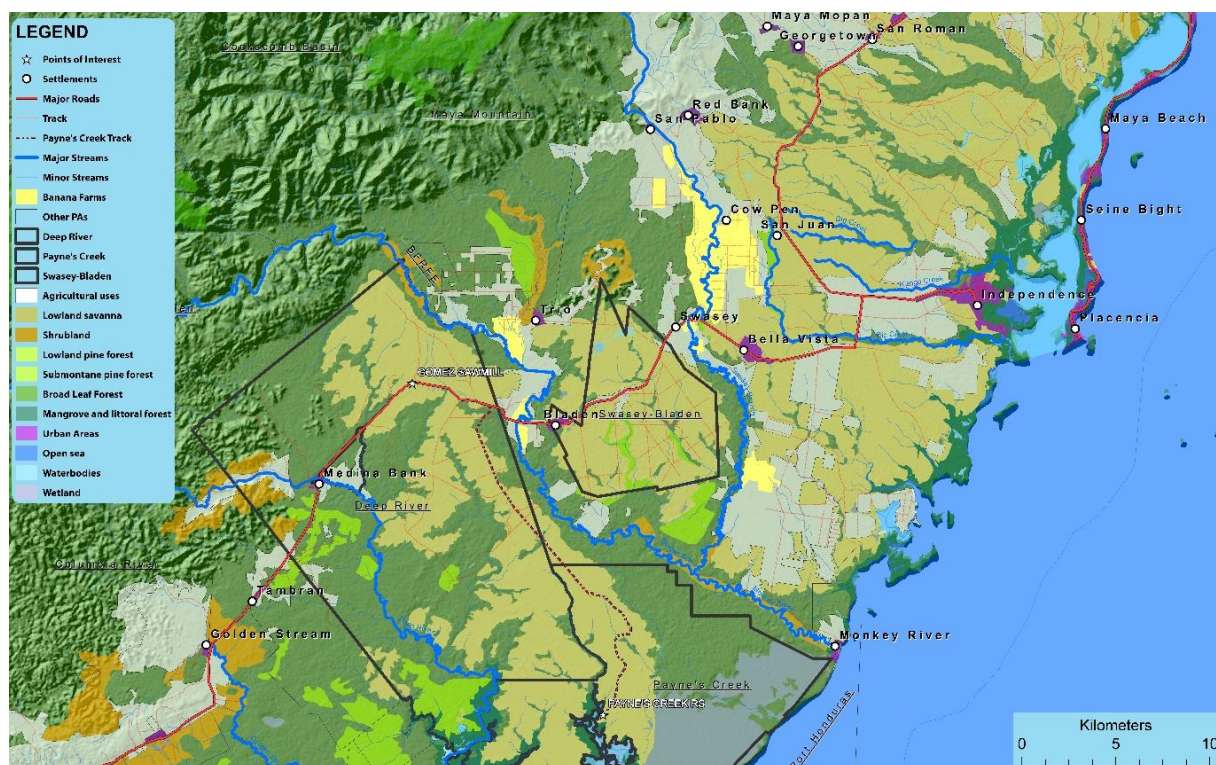 LEGEND
Points of Interest
Settlements
Major Roads
Track
Payne's Creek Track
Major Streams
Minor Streams
Banana Farms
Other PAs
Deep River
Payne's Creek
Swasey-Bladen
Agricultural uses
Lowland savanna
Shrubland
Lowland pine forest
Submontane pine forest
Broad Leaf Forest
Mangrove and littoral forest
Urban Areas
Open sea
Waterbodies
Wetland
Maya Mopan
Georgetown
San Roman
Cockscomb Basin
Red Bank
Maya Mountain
San Pablo
Maya Beach
Cow Pen
San Juan
Seine Bight
BFREE
Independence
Trio
Swasey
Placencia
Bella Vista
GOMEZ SAWMILL
Bladen
Swasey-Bladen
Medina Bank
Deep River
Columbia River
Tambran
Golden Stream
Monkey River
Payne's Creek
PAYNE'S CREEK RS
Port Honduras
Kilometers
0 5 10